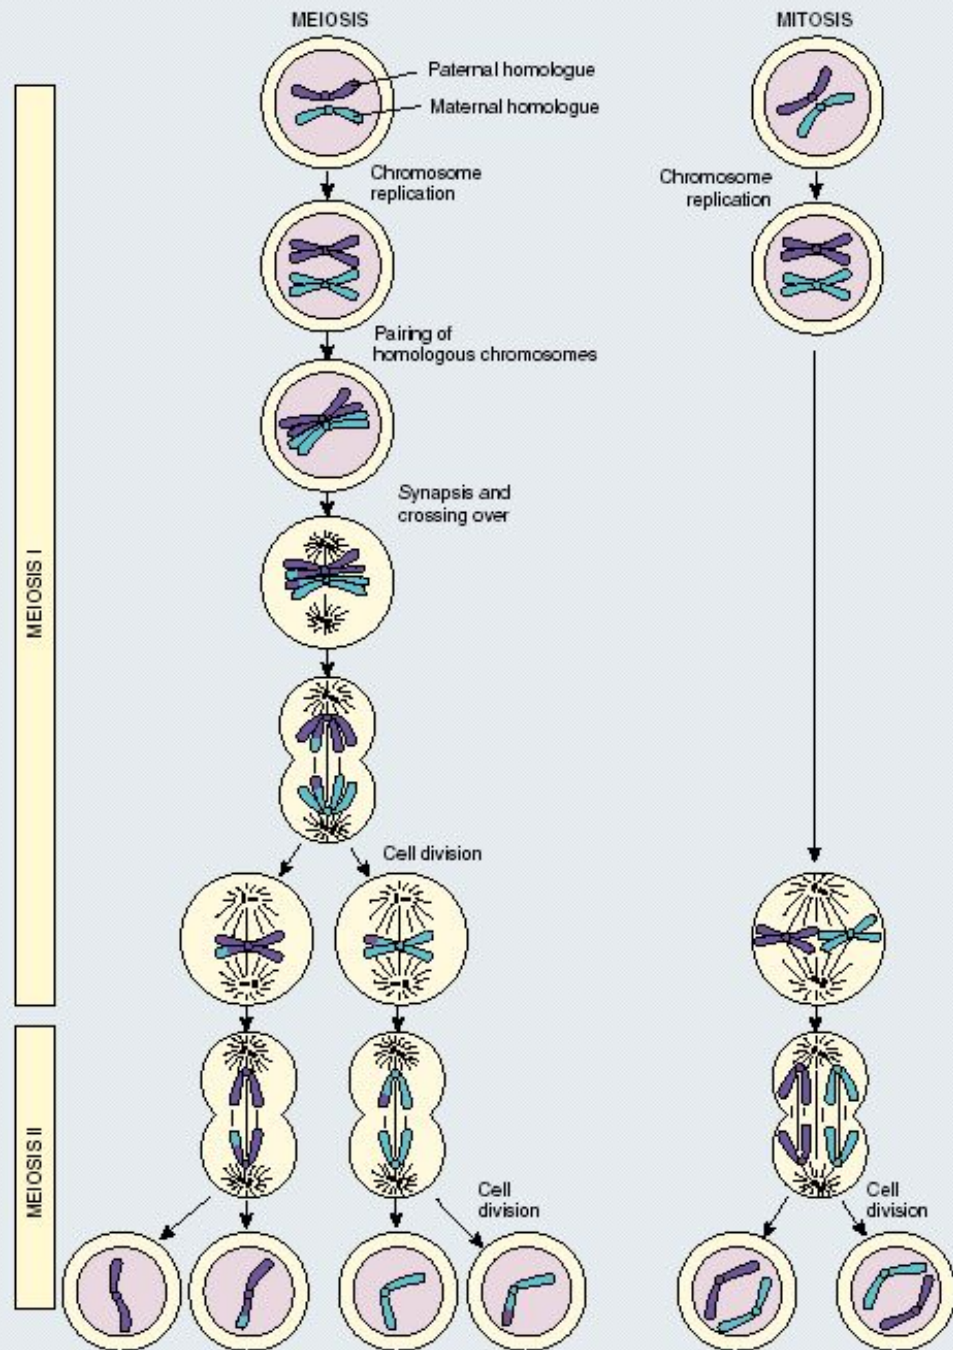 MEIOSIS
MITOSIS
Paternal homologue
Maternal homologue
Chromosome
replication
Chromosome
replication
Pairing of
homologous chromosomes
Synapsis and
crossing over
MEIOSIS I
Cell division
MEIOSIS II
Cell
division
Cell
division